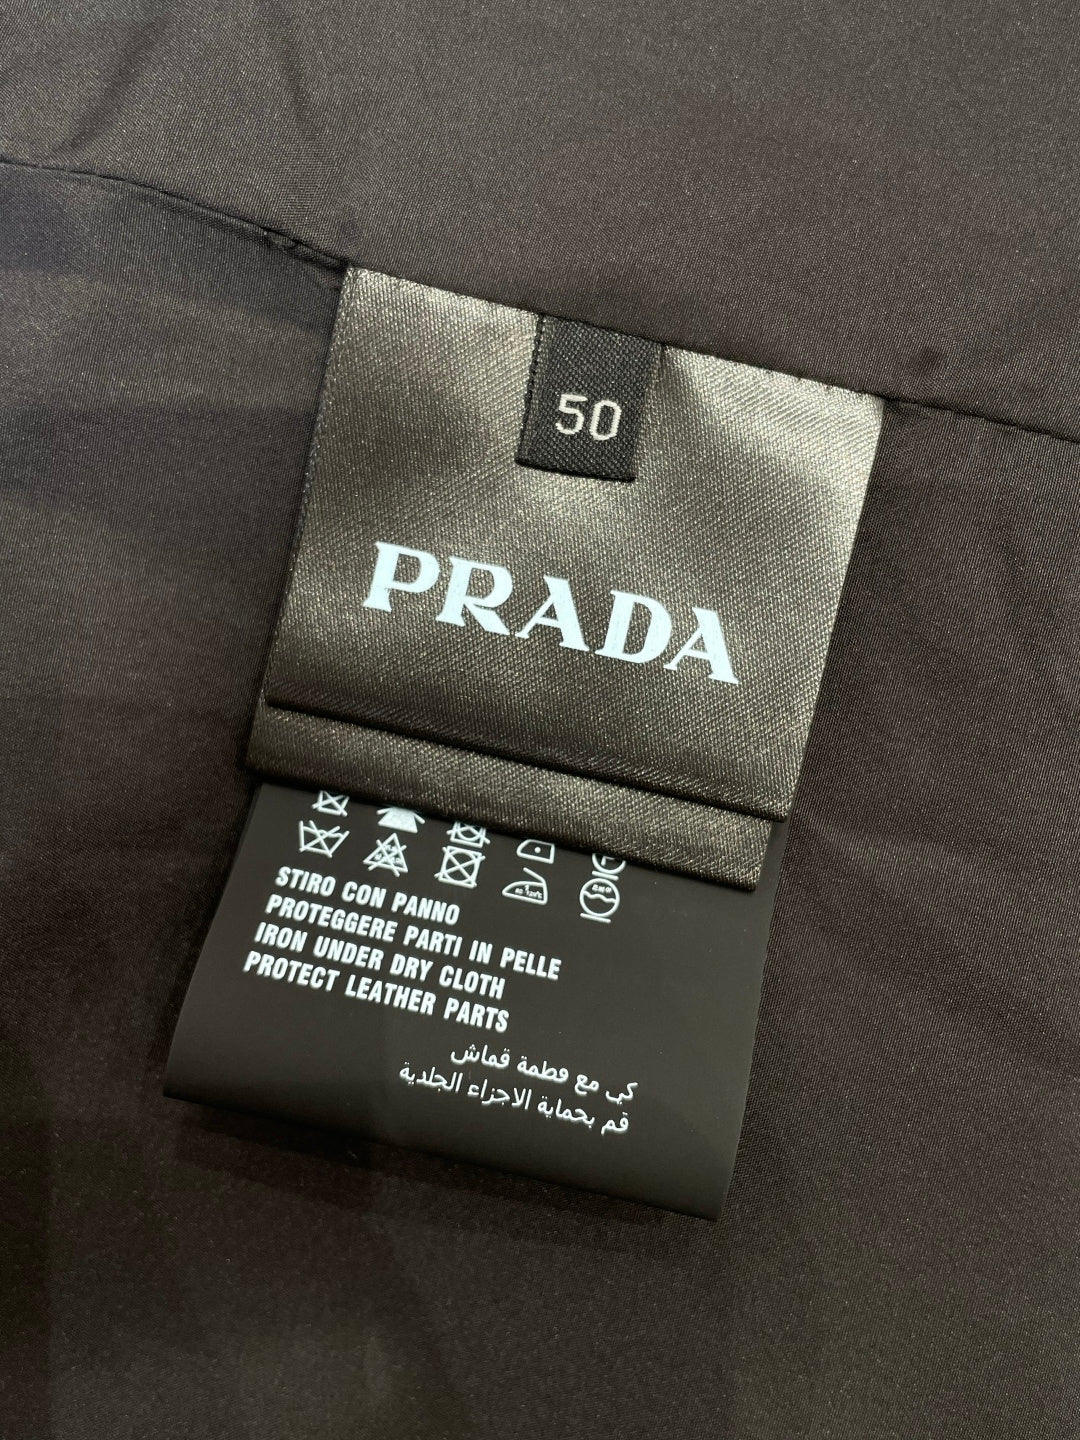 50
PRADA
STIRO CON PANNO
PROTEGGERE PARTI IN PELLE
IRON UNDER DRY CLOTH
PROTECT LEATHER PARTS
كي مع قطمة قماش
قم بحماية الاجزاء الجلدية